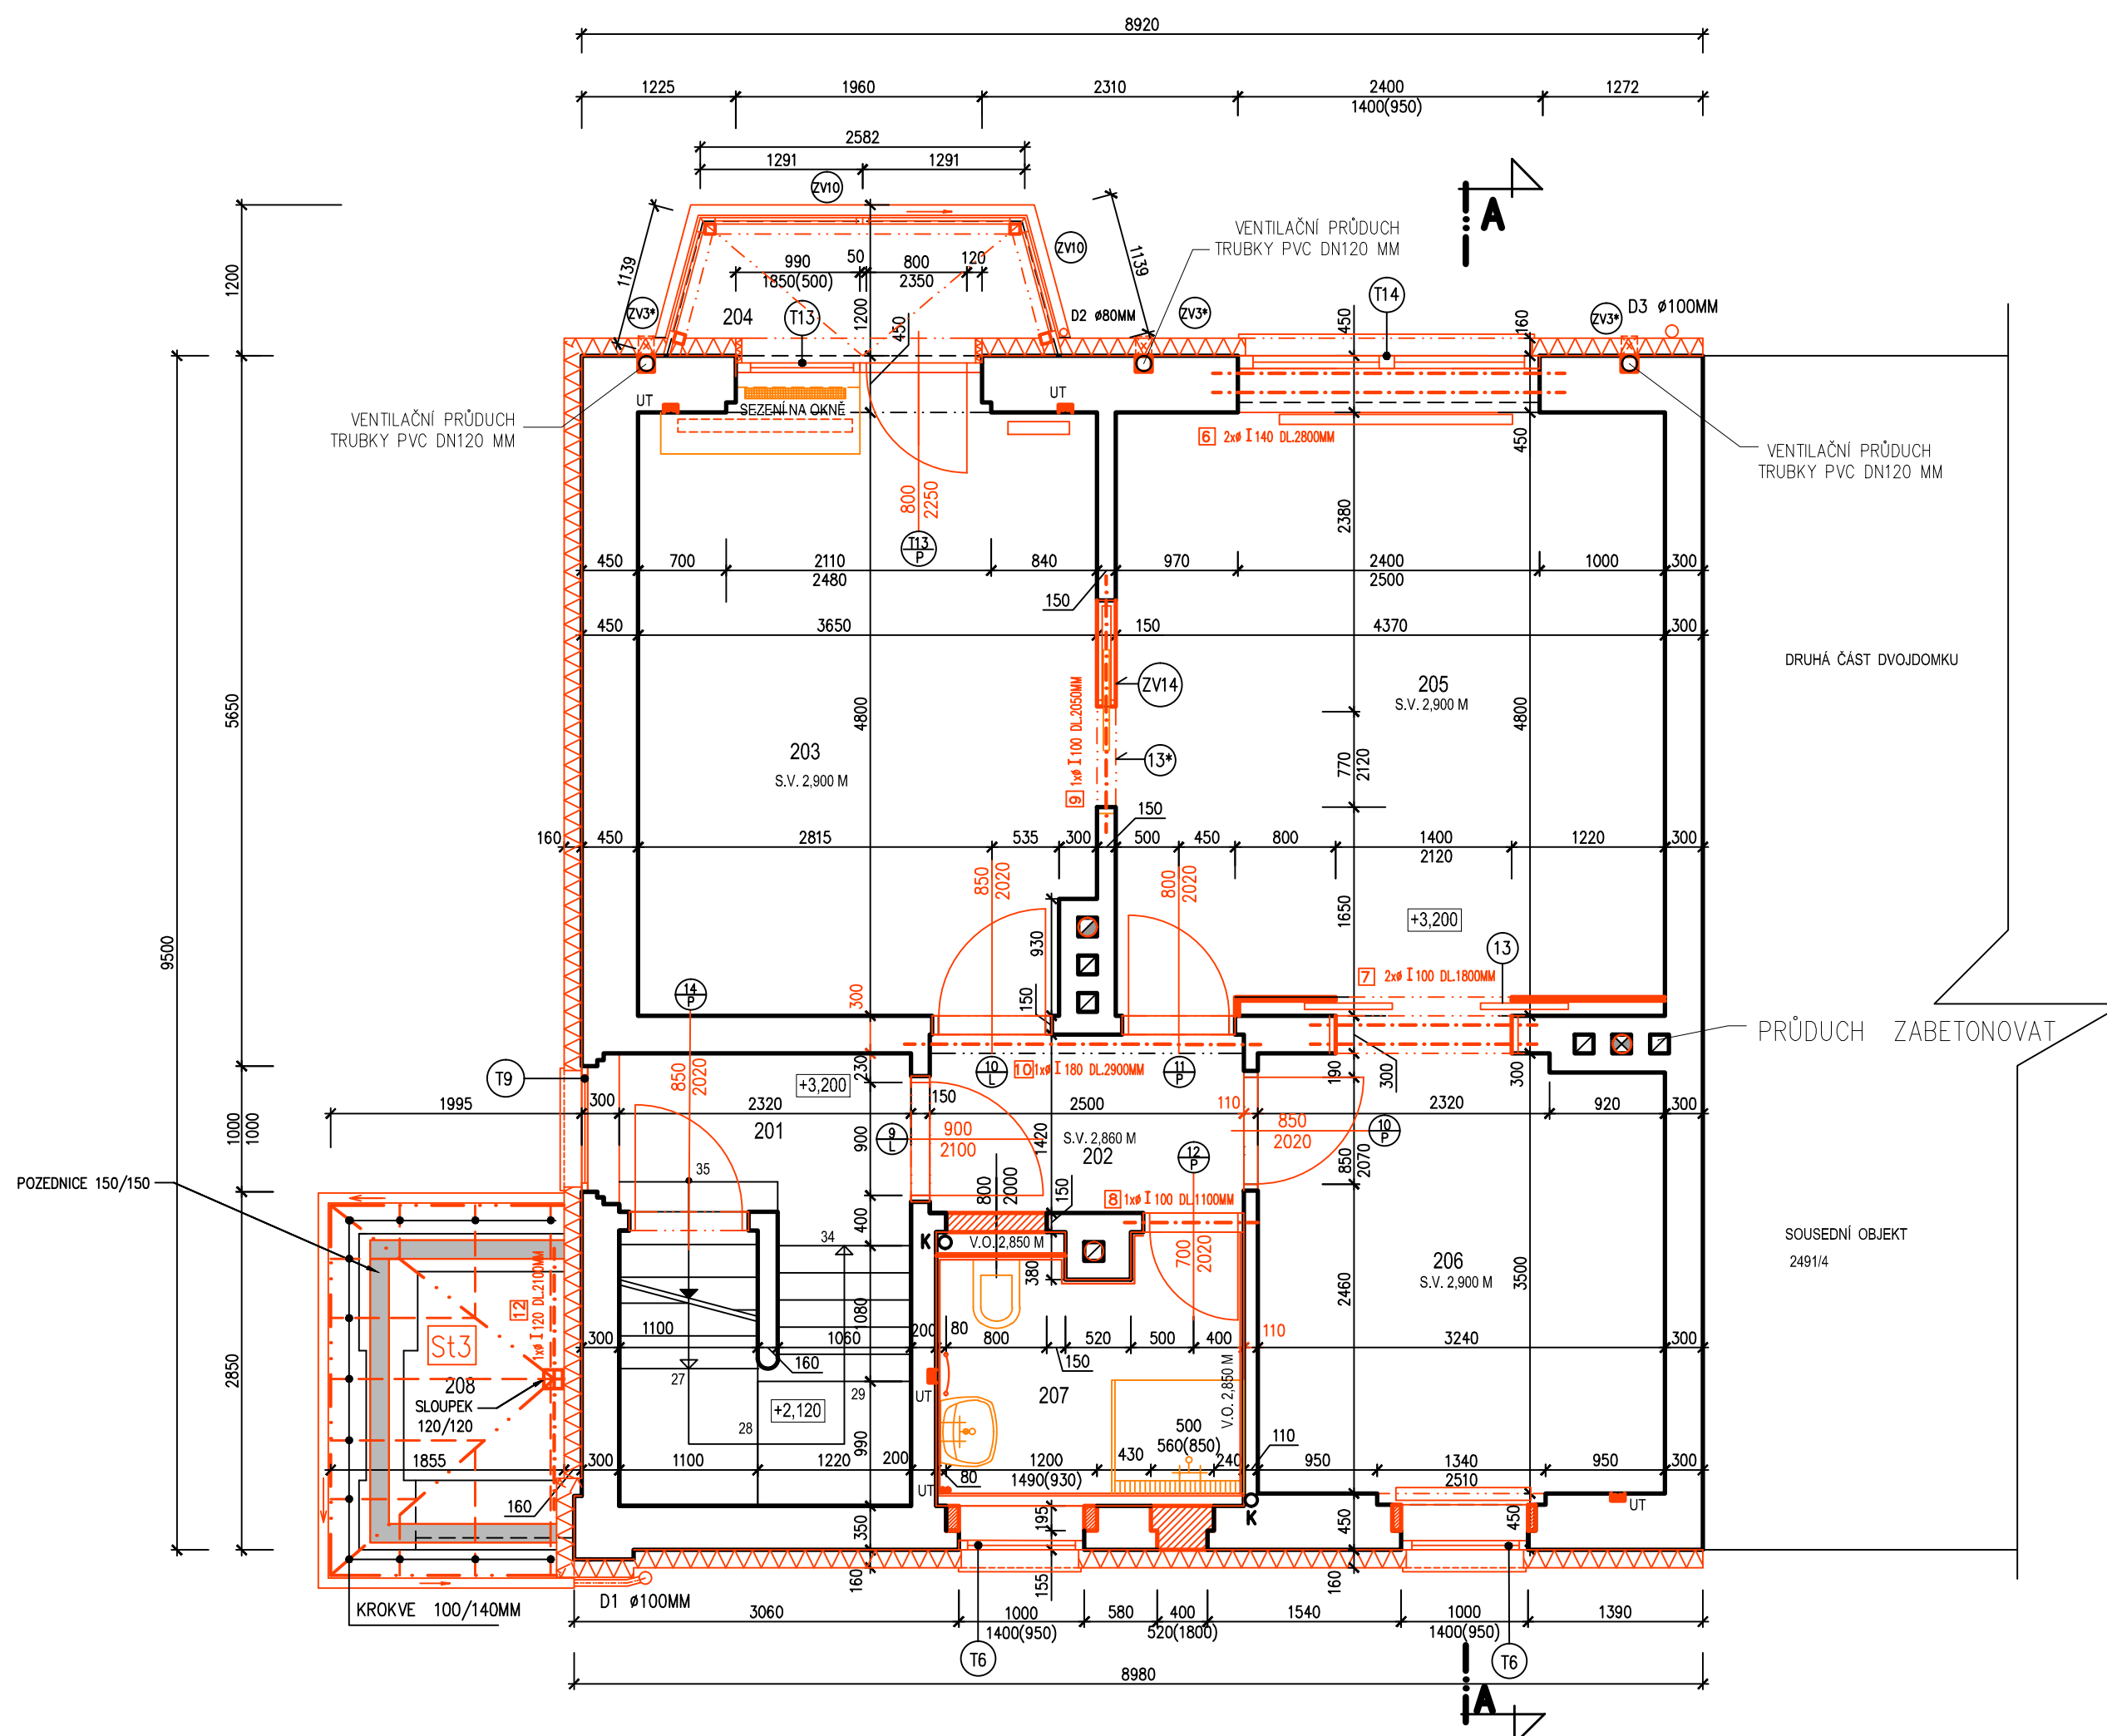 8920
1225 1960 2310 2400 1272
1400(950)
2582
1291 1291
ZV10
A
VENTILAČNÍ PRŮDUCH
TRUBKY PVC DN120 MM
ZV10
1139
1139
1200
990 50 800 120
1850(500) 2350
ZV3*
204
T13
1200
450
D2 ø80MM
ZV3*
T14
450
160
ZV3*
D3 ø100MM
UT
UT
SEZENÍ NA OKNĚ
VENTILAČNÍ PRŮDUCH
TRUBKY PVC DN120 MM
6 2xø I 140 DL.2800MM
450
VENTILAČNÍ PRŮDUCH
TRUBKY PVC DN120 MM
800
2250
2380
T13
P
450 700 2110 840 970 2400 1000 300
2480 2500
150
450 3650 150 4370 300
DRUHÁ ČÁST DVOJDOMKU
5650
4800
ZV14
205
S.V. 2,900 M
4800
9 1xø I 100 DL.2050MM
203
S.V. 2,900 M
13*
770
2120
150
160 450 2815 535 300 500 450 800 1400 1220 300
2120
850
2020
800
2020
1650
+3,200
9500
930
13
14
P
300
150
7 2xø I 100 DL.1800MM
PRŮDUCH ZABETONOVAT
T9
850
2020
+3,200
230
10
L
10 1xø I 180 DL.2900MM
11
P
190
300
300
1995 300 2320 150 2500 110 2320 920 300
1000
1000
201
9
L
900
900
2100
1420
S.V. 2,860 M
202
850
2020
10
P
12
P
850
2070
POZEDNICE 150/150
35
800
2000
150
8 1xø I 100 DL.1100MM
34
400
K
V.O. 2,850 M
380
700
2020
206
S.V. 2,900 M
2460
3500
SOUSEDNÍ OBJEKT
2491/4
12 1xø I 120 DL.2100MM
St3
1080
300 1100 1060 200 80 800 520 500 400 110 3240 300
160
150
2850
208
SLOUPEK
120/120
27
29
28
+2,120
UT
207
V.O. 2,850 M
500
560(850)
990
1855 300 1100 1220 200 1200 430 240 110 950 1340 950 300
80
1490(930)
2510
160
UT
UT
K
350
195
450
450
160
155
160
KROKVE 100/140MM
D1 ø100MM
3060 1000 580 400 1540 1000 1390
1400(950) 520(1800) 1400(950)
T6
T6
8980
A